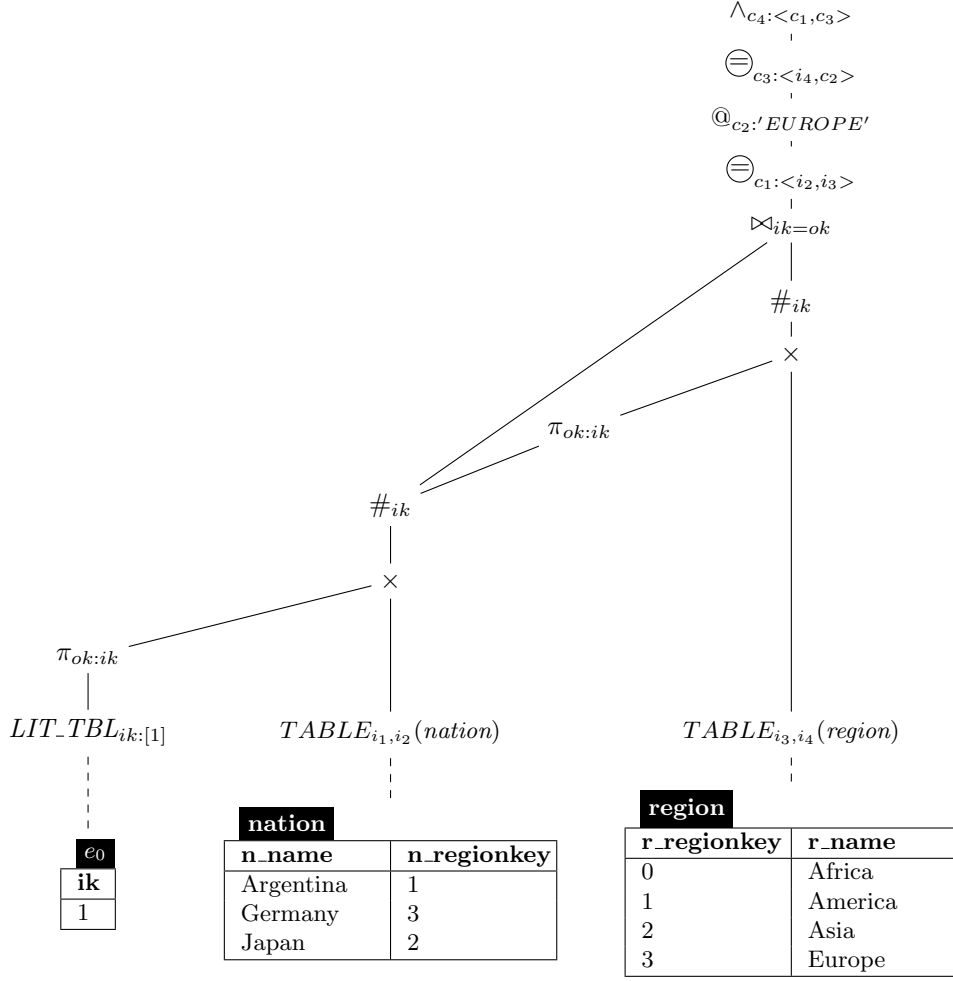 ∧c4:<c1,c3>
⊜c3:<i4,c2>
@c2:'EUROPE'
⊜c1:<i2,i3>
⋈ik=ok
#ik
×
πok:ik
#ik
×
πok:ik
LIT_TBLik:[1] TABLEi1,i2(nation) TABLEi3,i4(region)
e0
ik
1
nation
n_name n_regionkey
Argentina 1
Germany 3
Japan 2
region
r_regionkey r_name
0 Africa
1 America
2 Asia
3 Europe